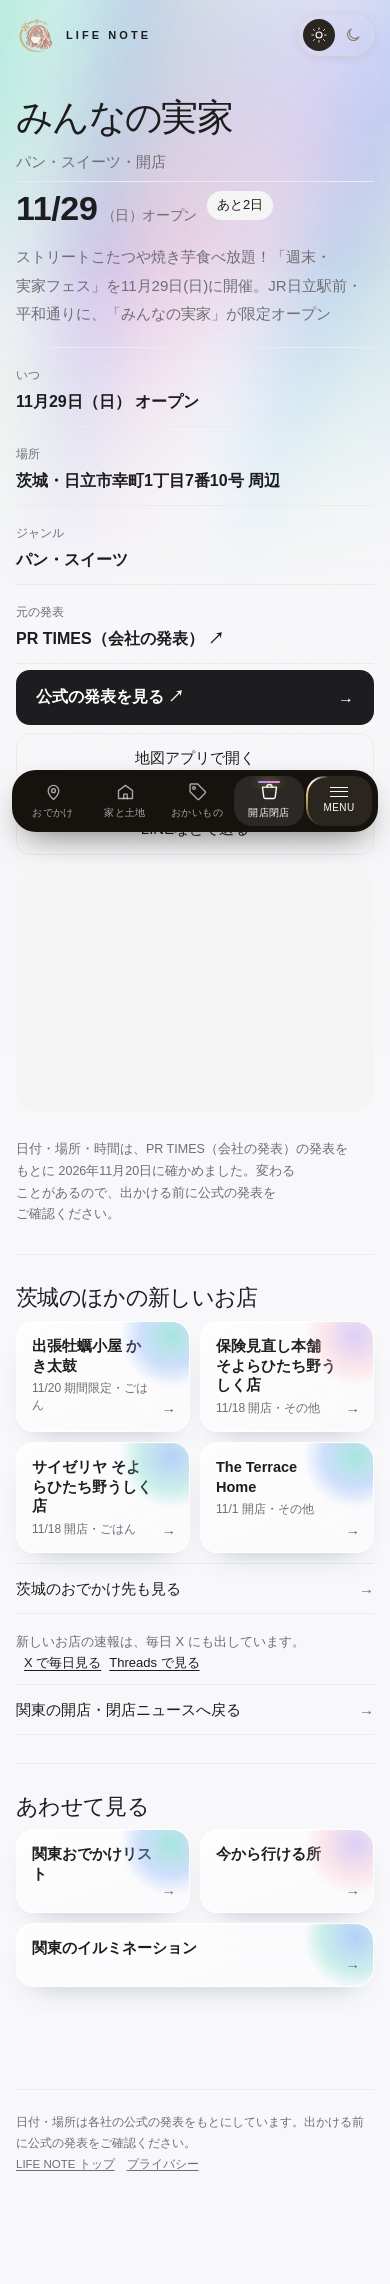 LIFE NOTE
みんなの実家
パン・スイーツ・開店
11/29 （日）オープン あと2日
ストリートこたつや焼き芋食べ放題！「週末・
実家フェス」を11月29日(日)に開催。JR日立駅前・
平和通りに、「みんなの実家」が限定オープン
いつ
11月29日（日） オープン
場所
茨城・日立市幸町1丁目7番10号 周辺
ジャンル
パン・スイーツ
元の発表
PR TIMES（会社の発表） ↗
公式の発表を見る ↗ →
地図アプリで開く
おでかけ 家と土地 おかいもの 開店閉店 MENU
日付・場所・時間は、PR TIMES（会社の発表）の発表を
もとに 2026年11月20日に確かめました。変わる
ことがあるので、出かける前に公式の発表を
ご確認ください。
茨城のほかの新しいお店
出張牡蠣小屋 か
き太鼓
11/20 期間限定・ごは
ん →
保険見直し本舗
そよらひたち野う
しく店
11/18 開店・その他 →
サイゼリヤ そよ
らひたち野うしく
店
11/18 開店・ごはん →
The Terrace
Home
11/1 開店・その他
→
茨城のおでかけ先も見る →
新しいお店の速報は、毎日 X にも出しています。
X で毎日見る Threads で見る
関東の開店・閉店ニュースへ戻る →
あわせて見る
関東おでかけリス
ト
→
今から行ける所
→
関東のイルミネーション
→
日付・場所は各社の公式の発表をもとにしています。出かける前
に公式の発表をご確認ください。
LIFE NOTE トップ プライバシー